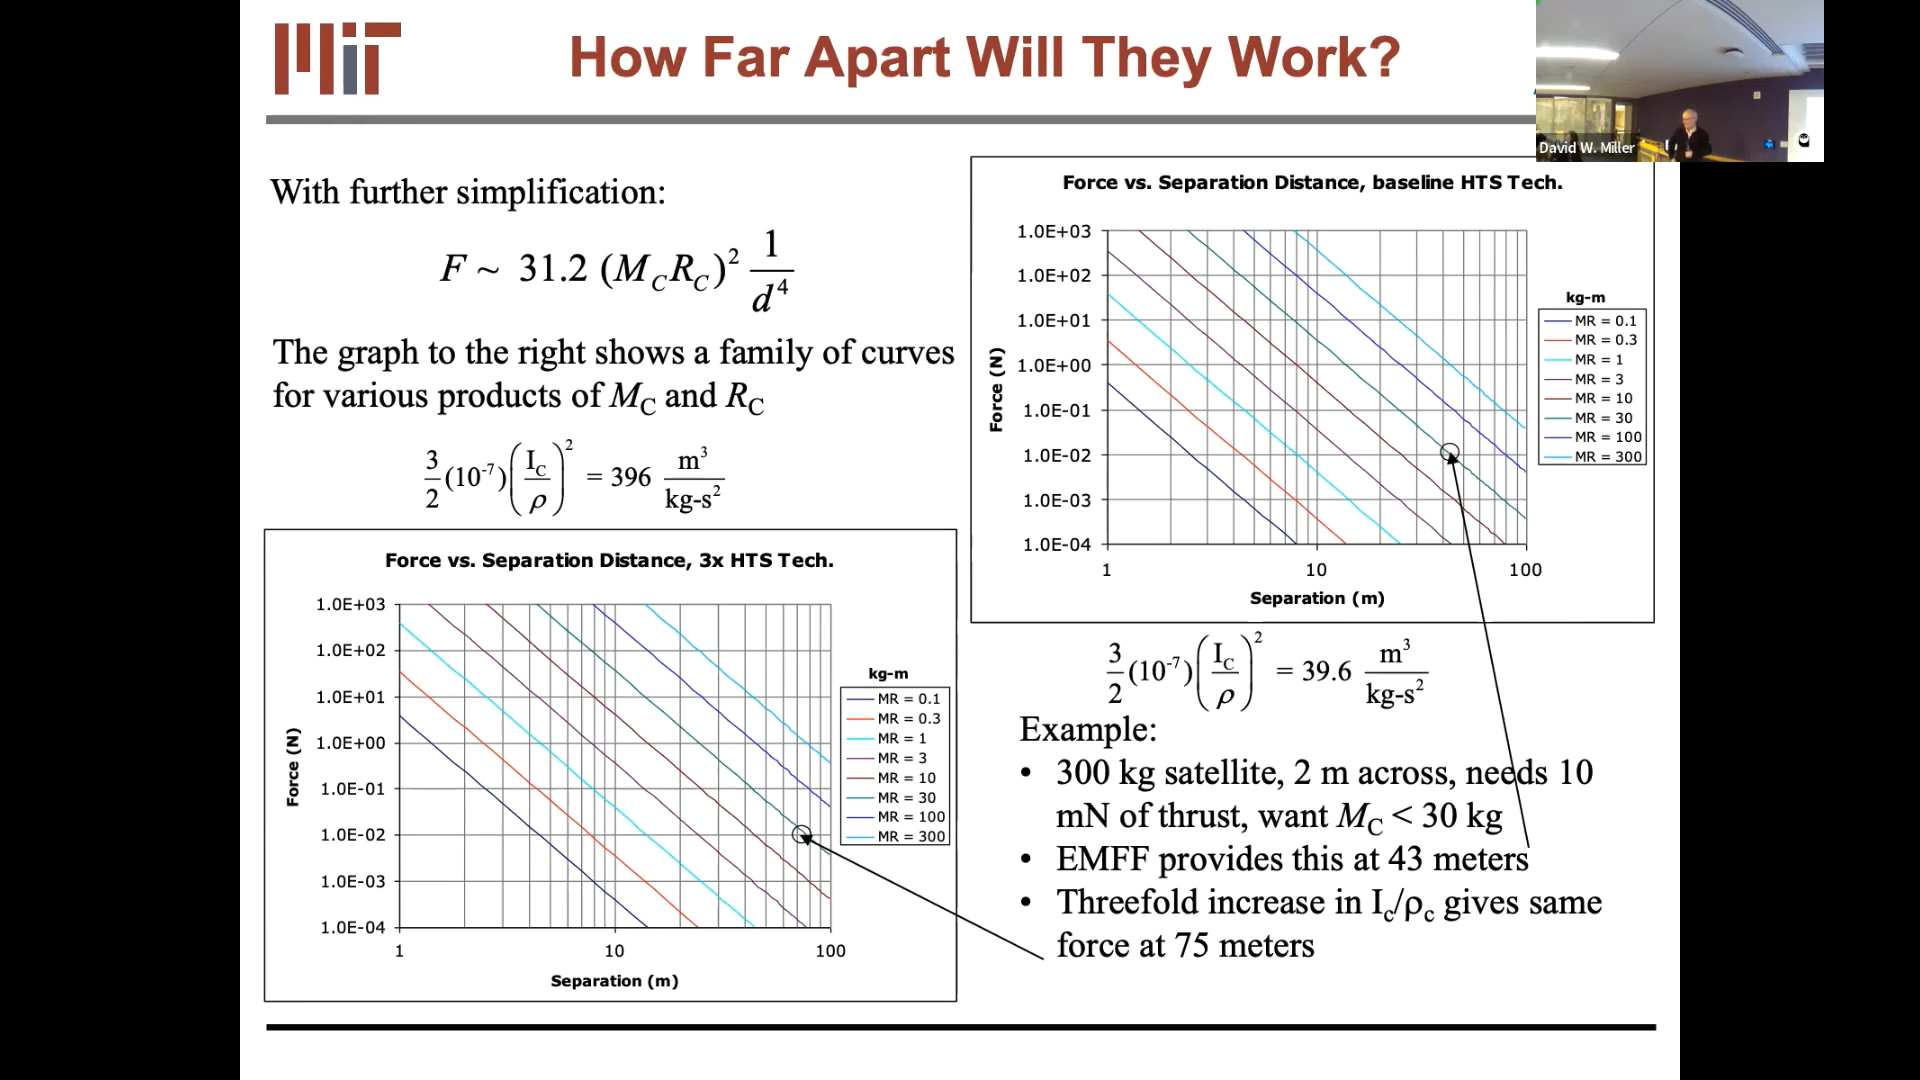 MIT
How Far Apart Will They Work?
David W. Miller
With further simplification:
F ~ 31.2 (M_C R_C)² 1/d⁴
The graph to the right shows a family of curves
for various products of M_C and R_C
3/2 (10⁻⁷)(I_C/ρ)² = 396 m³/kg-s²
Force vs. Separation Distance, baseline HTS Tech.
1.0E+03
1.0E+02
1.0E+01
1.0E+00
1.0E-01
1.0E-02
1.0E-03
1.0E-04
Force (N)
1 10 100
Separation (m)
kg-m
MR = 0.1
MR = 0.3
MR = 1
MR = 3
MR = 10
MR = 30
MR = 100
MR = 300
Force vs. Separation Distance, 3x HTS Tech.
1.0E+03
1.0E+02
1.0E+01
1.0E+00
1.0E-01
1.0E-02
1.0E-03
1.0E-04
Force (N)
1 10 100
Separation (m)
kg-m
MR = 0.1
MR = 0.3
MR = 1
MR = 3
MR = 10
MR = 30
MR = 100
MR = 300
3/2 (10⁻⁷)(I_C/ρ)² = 39.6 m³/kg-s²
Example:
• 300 kg satellite, 2 m across, needs 10
mN of thrust, want M_C < 30 kg
• EMFF provides this at 43 meters
• Threefold increase in I_c/ρ_c gives same
force at 75 meters